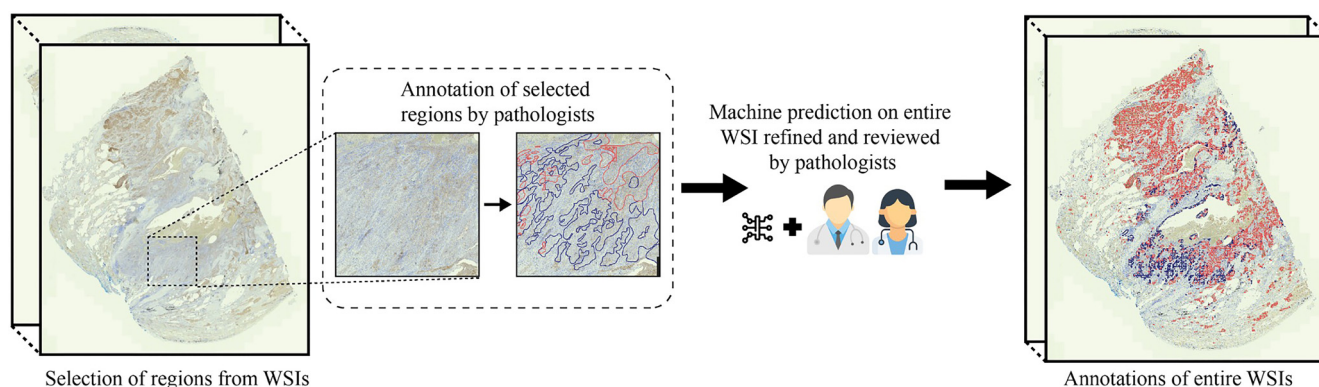 Annotation of selected
regions by pathologists
Machine prediction on entire
WSI refined and reviewed
by pathologists
Selection of regions from WSIs
Annotations of entire WSIs